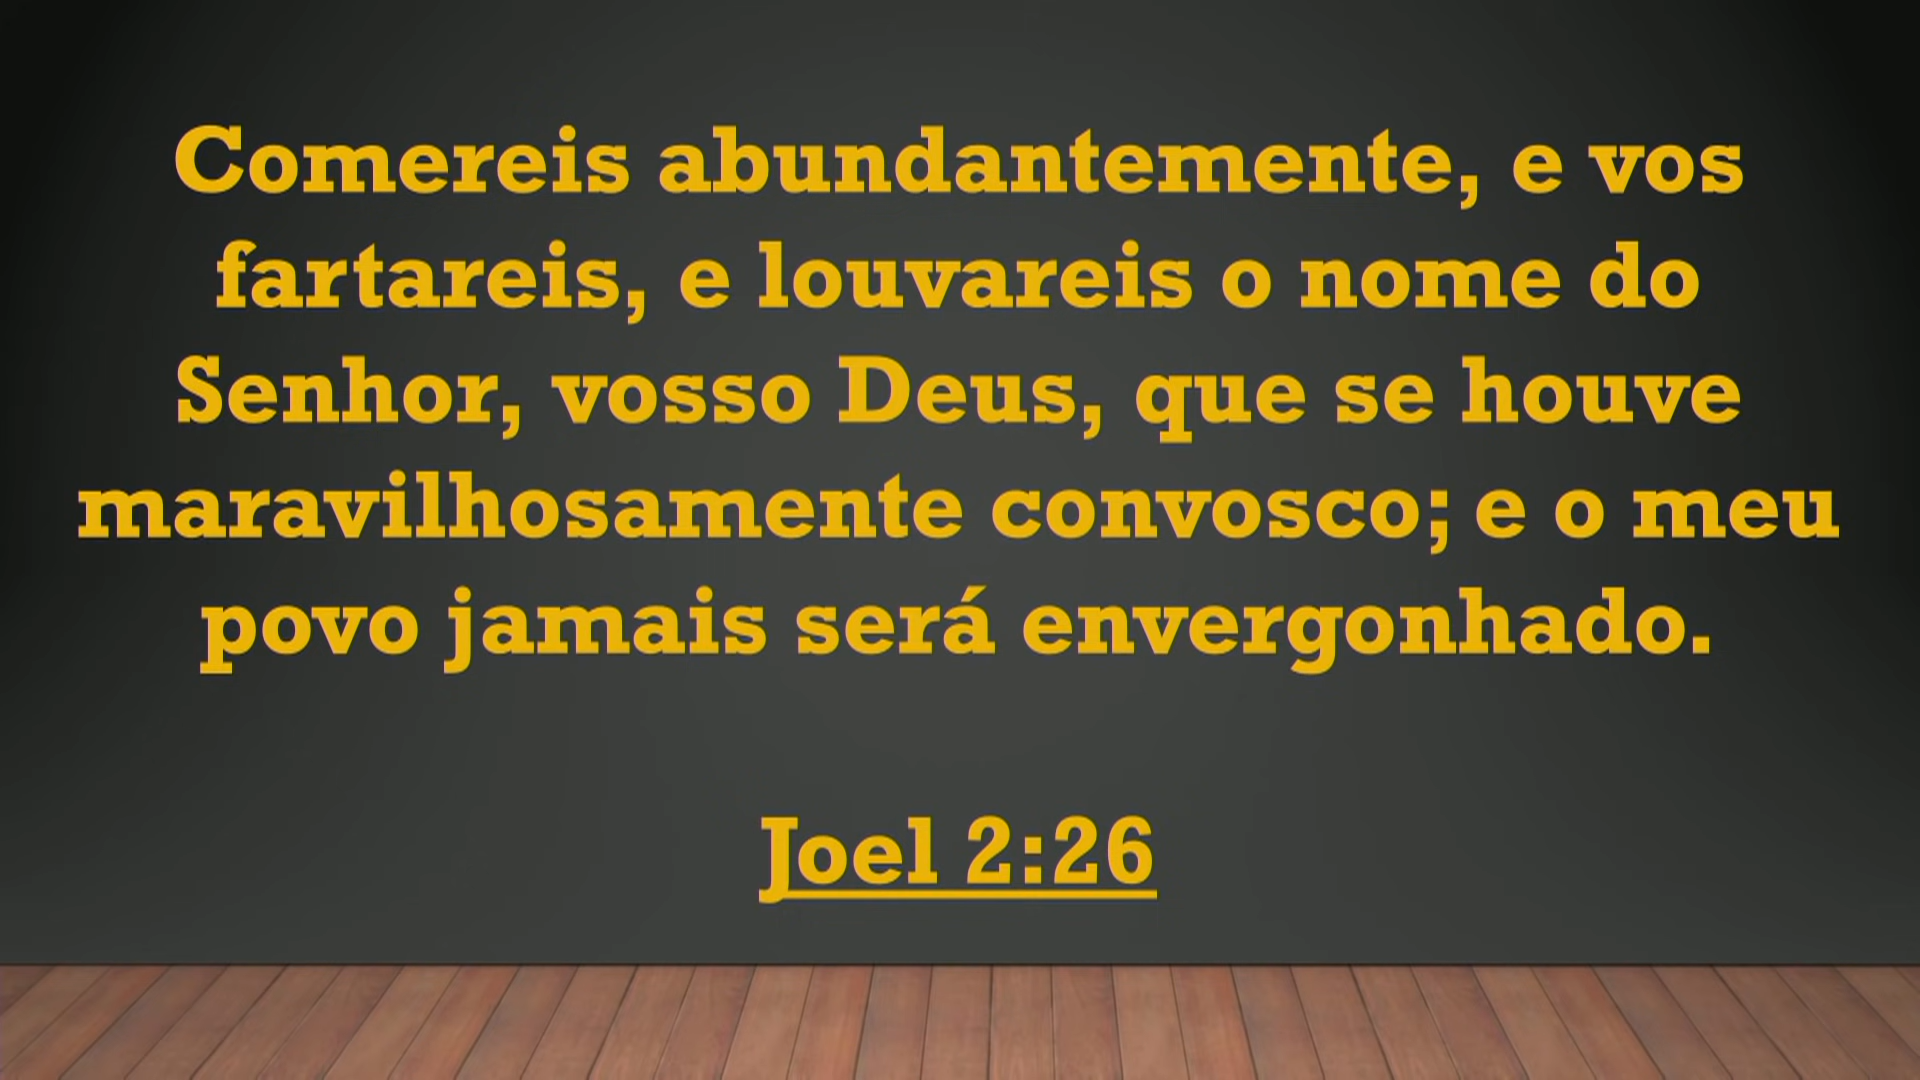 Comereis abundantemente, e vos
fartareis, e louvareis o nome do
Senhor, vosso Deus, que se houve
maravilhosamente convosco; e o meu
povo jamais será envergonhado.
Joel 2:26